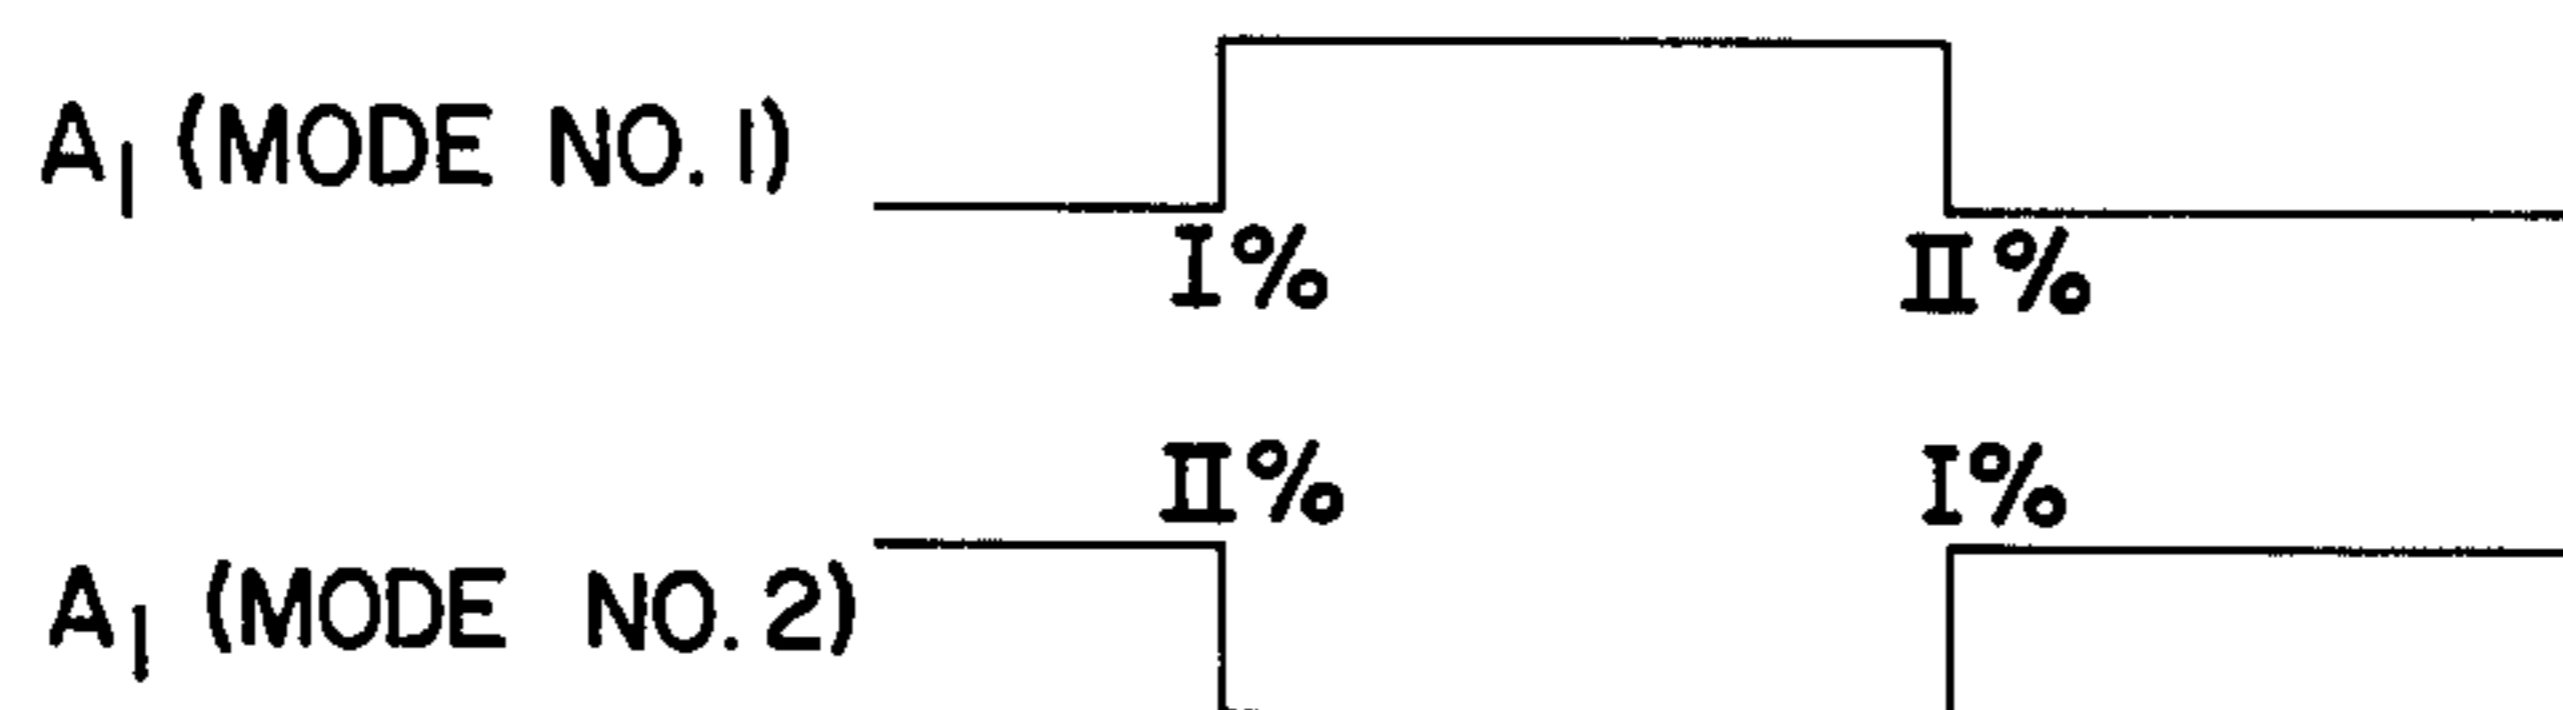 A₁ (MODE NO. 1)
I% II%
II% I%
A₁ (MODE NO. 2)